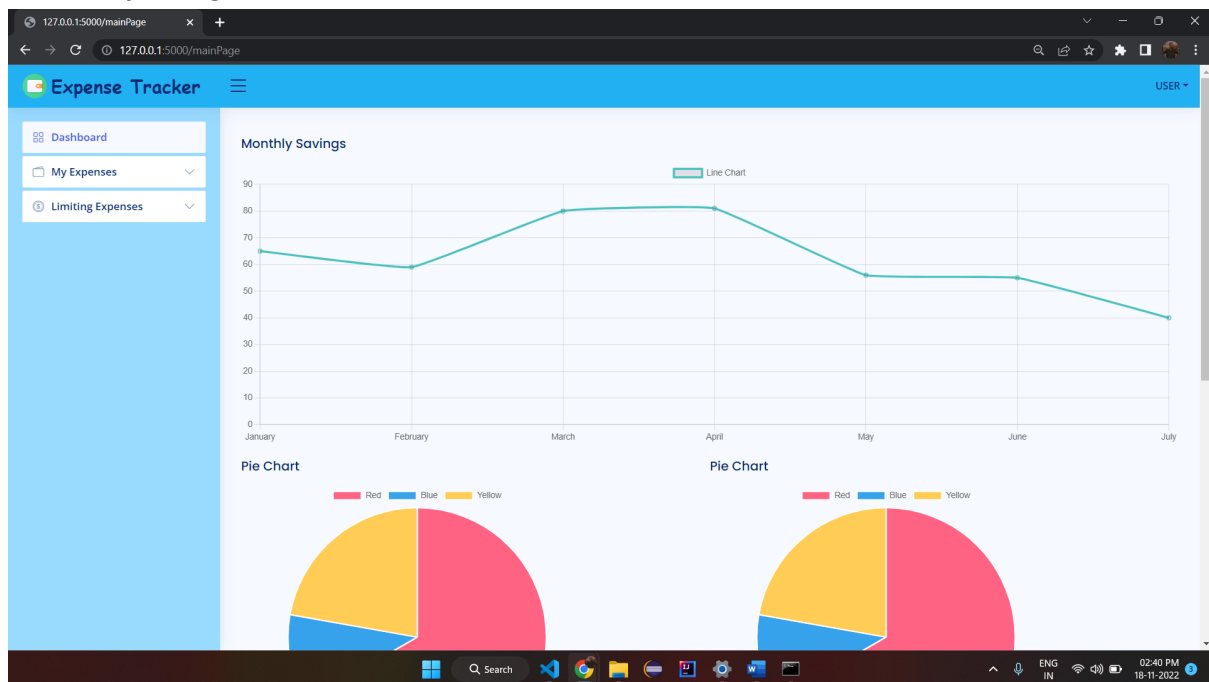 127.0.0.1:5000/mainPage
127.0.0.1:5000/mainPage
Expense Tracker
USER
Dashboard
My Expenses
Limiting Expenses
Monthly Savings
Line Chart
90
80
70
60
50
40
30
20
10
0
January February March April May June July
Pie Chart Pie Chart
Red Blue Yellow Red Blue Yellow
Search
ENG
IN
02:40 PM
18-11-2022
3